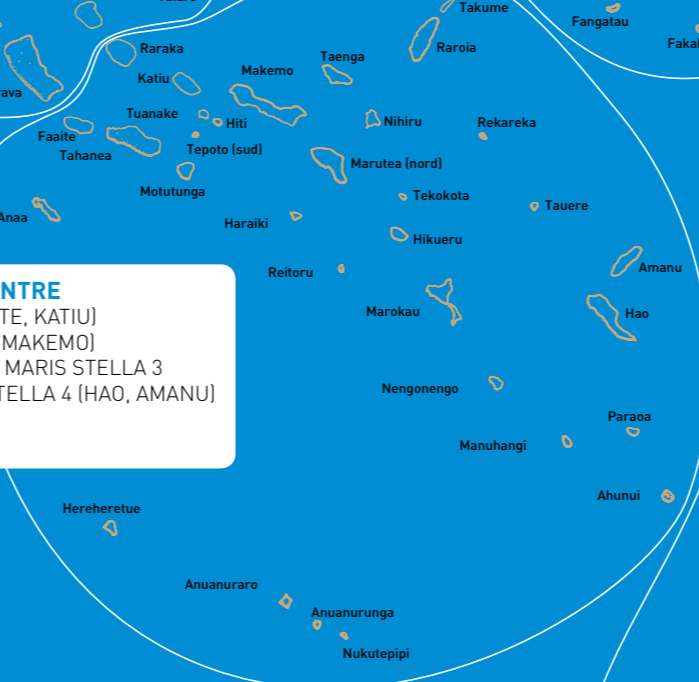 Takume
Fangatau
Raraka
Taenga
Raroia
Makemo
Katiu
Tuanake
Hiti
Nihiru
Rekareka
Faaite
Tahanea
Tepoto (sud)
Marutea (nord)
Motutunga
Tekokota
Tauere
Anaa
Haraiki
Hikueru
Reitoru
Amanu
NTRE
TE, KATIU)
(MAKEMO)
MARIS STELLA 3
TELLA 4 (HAO, AMANU)
Marokau
Hao
Nengonengo
Paraoa
Manuhangi
Ahunui
Hereheretue
Anuanuraro
Anuanurunga
Nukutepipi